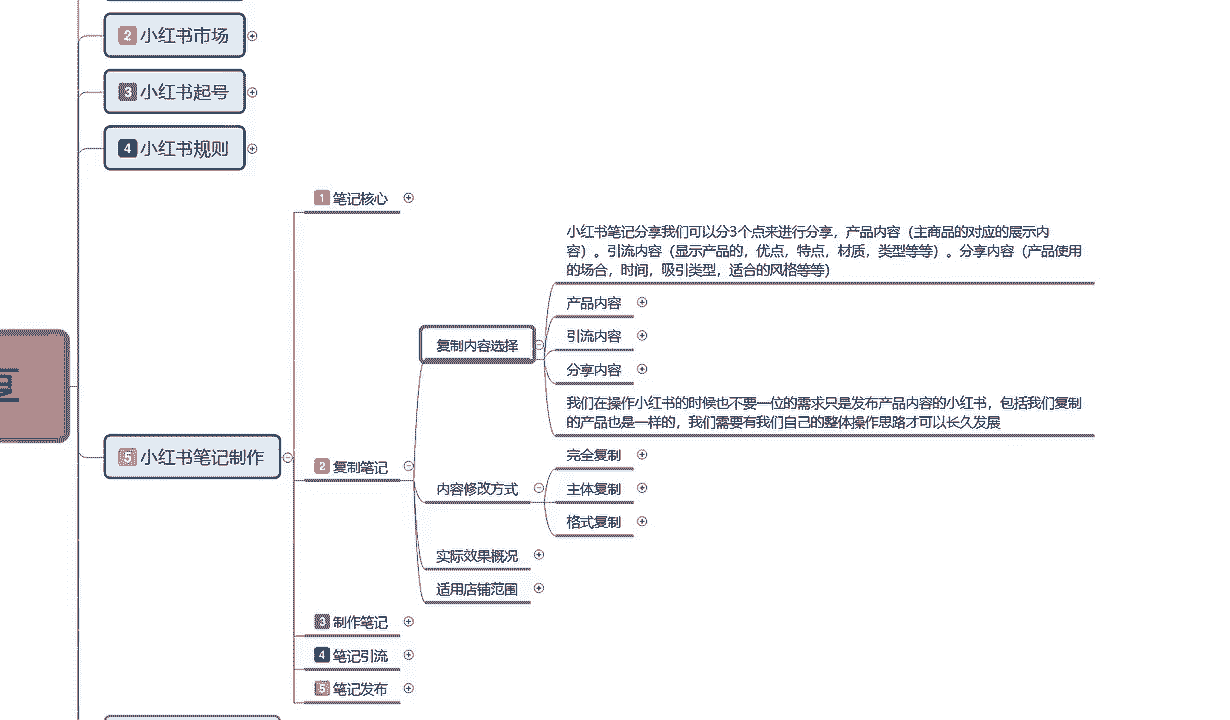 2 小红书市场
3 小红书起号
4 小红书规则
5 小红书笔记制作
1 笔记核心
2 复制笔记
复制内容选择
小红书笔记分享我们可以分3个点来进行分享，产品内容（主商品的对应的展示内
容）。引流内容（显示产品的，优点，特点，材质，类型等等）。分享内容（产品使用
的场合，时间，吸引类型，适合的风格等等）
产品内容
引流内容
分享内容
我们在操作小红书的时候也不要一位的需求只是发布产品内容的小红书，包括我们复制
的产品也是一样的，我们需要有我们自己的整体操作思路才可以长久发展
内容修改方式
完全复制
主体复制
格式复制
实际效果概况
适用店铺范围
3 制作笔记
4 笔记引流
5 笔记发布